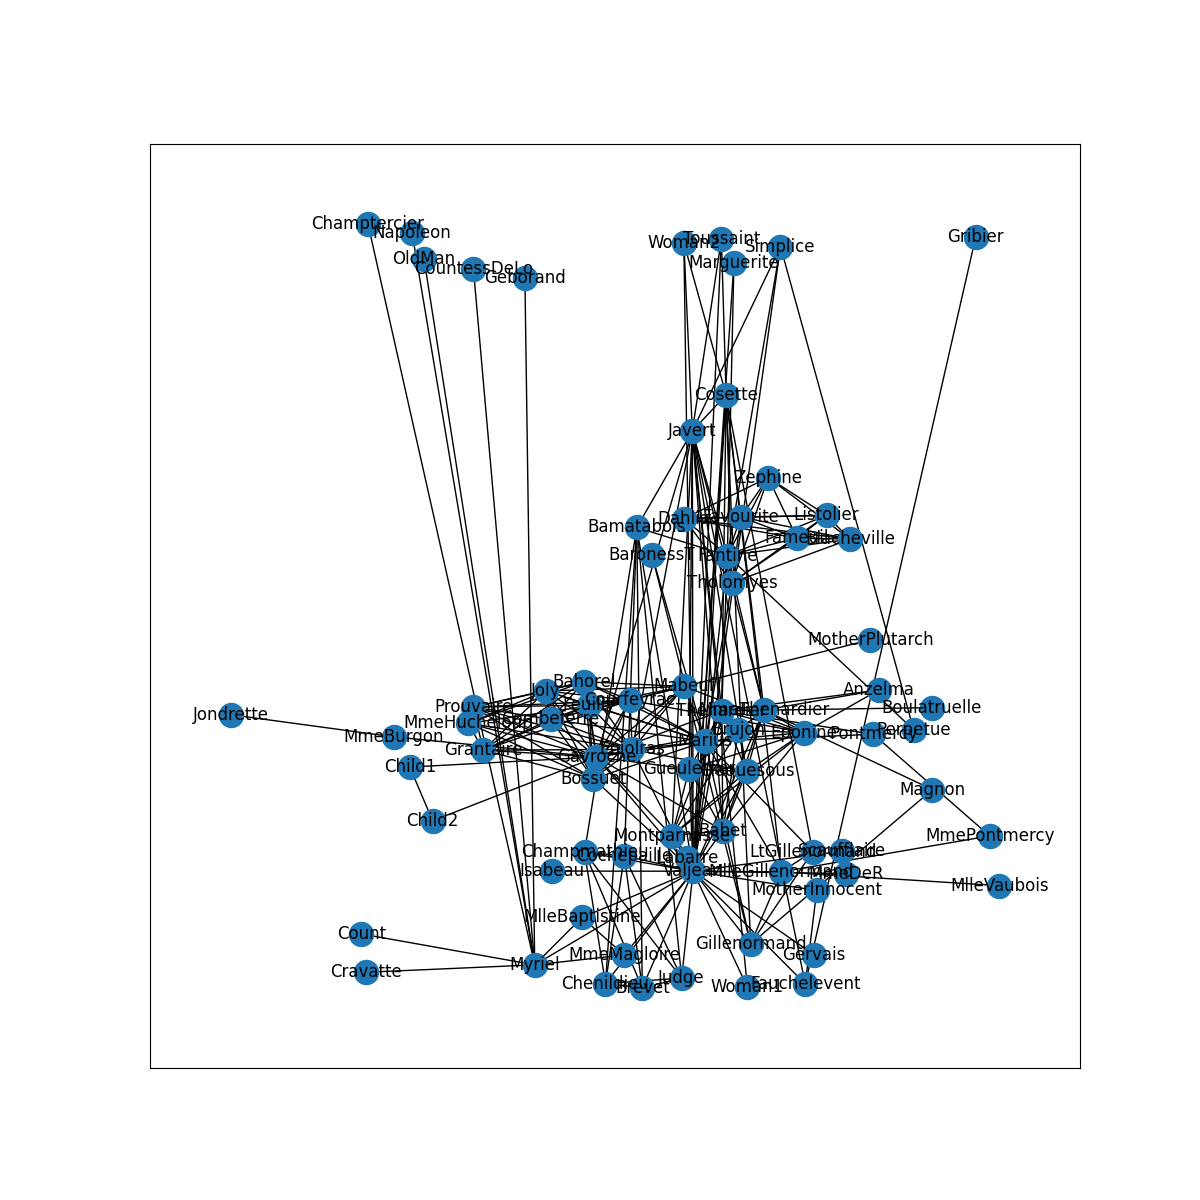 Champtercier
Napoleon
Woman2
Toussaint
Gribier
Simplice
OldMan
Marguerite
CountessDeLo
Geborand
Cosette
Javert
Zephine
Listolier
Dahlia
Favourite
Bamatabois
Fameuil
Blacheville
BaronessT
Fantine
Tholomyes
MotherPlutarch
Bahorel
Mabeuf
Joly
Anzelma
Feuilly
Courfeyrac
Prouvaire
Boulatruelle
Thenardier
Jondrette
Combeferre
MmeHucheloup
Brujon
Perpetue
MmeBurgon
Eponine
Pontmercy
Marius
Grantaire
Enjolras
Gavroche
Child1
Gueulemer
Claquesous
Bossuet
Magnon
Child2
Babet
Montparnasse
MmePontmercy
Champmathieu
LtGillenormand
Scaufflaire
Cochepaille
Labarre
Isabeau
Valjean
MlleGillenormand
MmeDeR
MlleVaubois
MotherInnocent
MlleBaptistine
Count
Gillenormand
MmeMagloire
Gervais
Myriel
Cravatte
Judge
Chenildieu
Brevet
Woman1
Fauchelevent